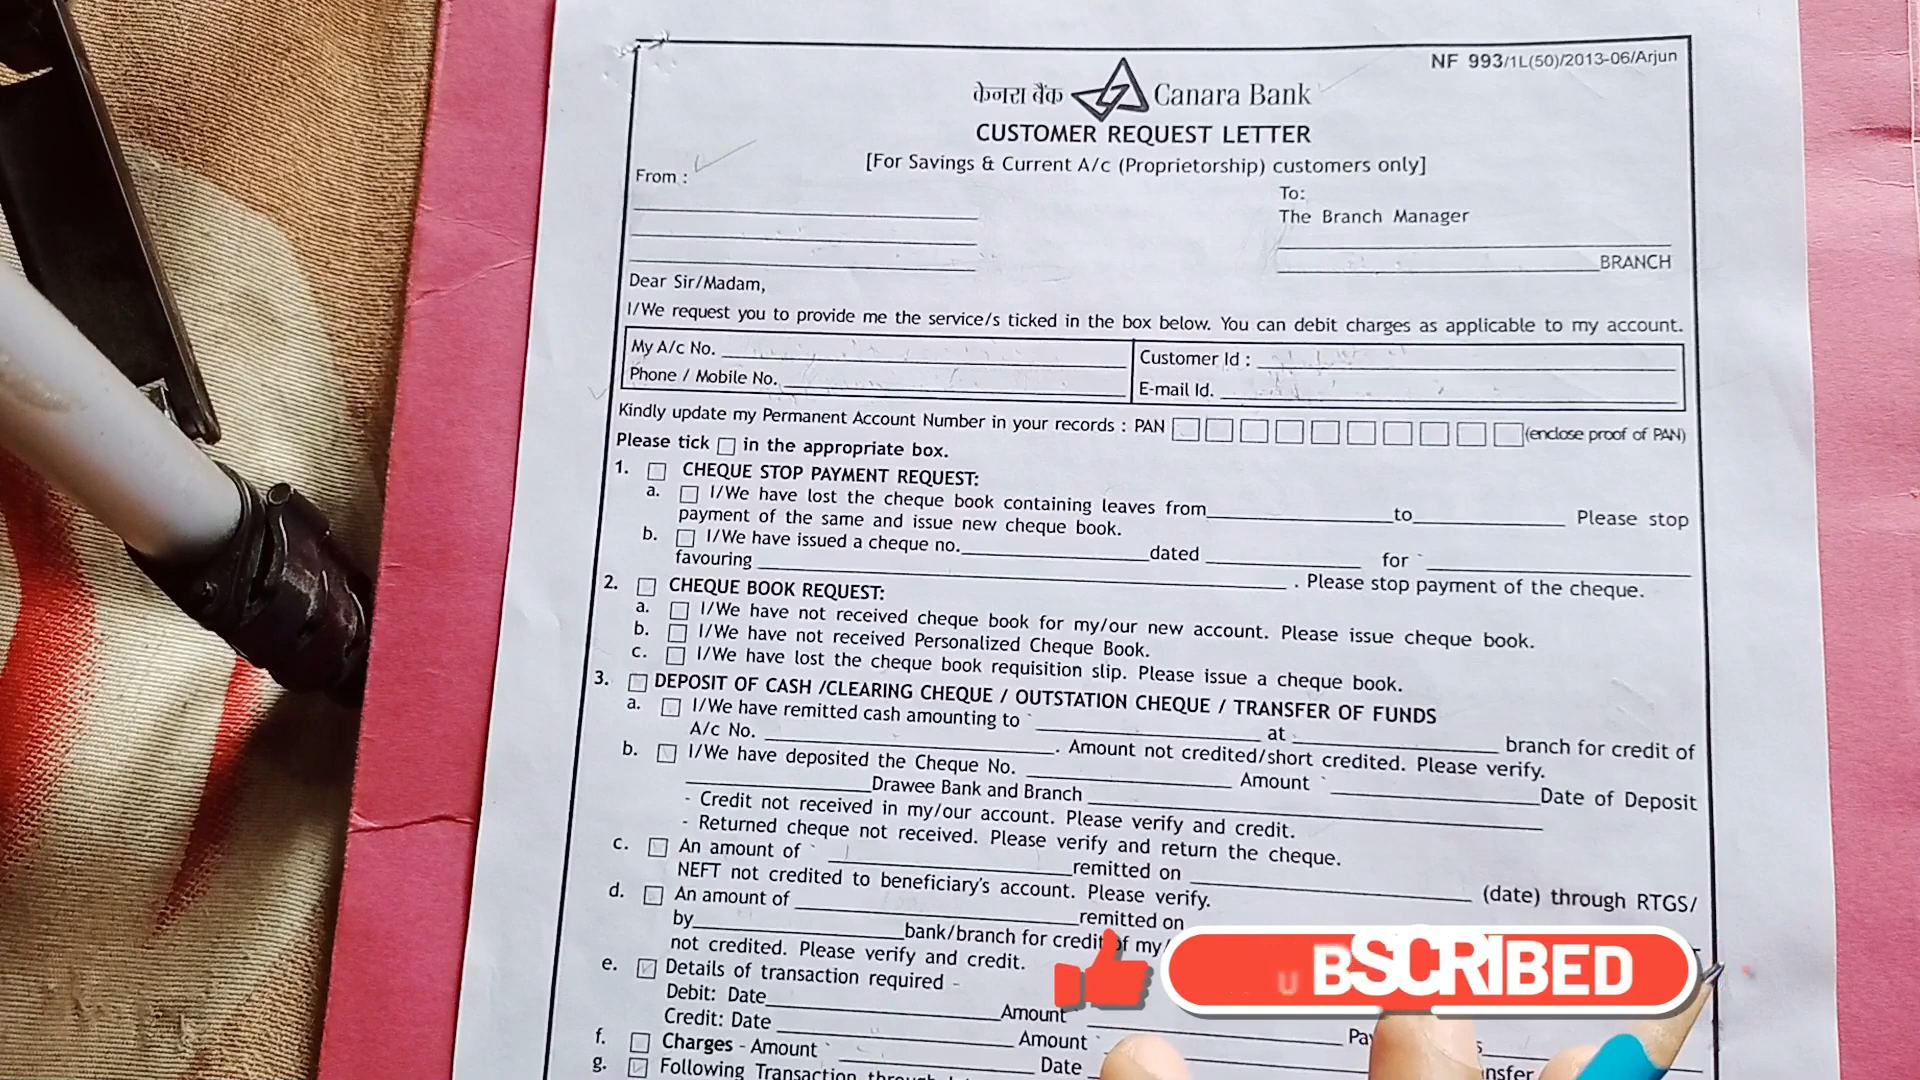 NF 993/1L(50)/2013-06/Arjun
केनरा बैंक Canara Bank
CUSTOMER REQUEST LETTER
[For Savings & Current A/c (Proprietorship) customers only]
From :
To:
The Branch Manager
BRANCH
Dear Sir/Madam,
I/We request you to provide me the service/s ticked in the box below. You can debit charges as applicable to my account.
My A/c No.
Customer Id :
Phone / Mobile No.
E-mail Id.
Kindly update my Permanent Account Number in your records : PAN (enclose proof of PAN)
Please tick in the appropriate box.
1. CHEQUE STOP PAYMENT REQUEST:
a. I/We have lost the cheque book containing leaves from to Please stop
payment of the same and issue new cheque book.
b. I/We have issued a cheque no. dated for `
favouring . Please stop payment of the cheque.
2. CHEQUE BOOK REQUEST:
a. I/We have not received cheque book for my/our new account. Please issue cheque book.
b. I/We have not received Personalized Cheque Book.
c. I/We have lost the cheque book requisition slip. Please issue a cheque book.
3. DEPOSIT OF CASH /CLEARING CHEQUE / OUTSTATION CHEQUE / TRANSFER OF FUNDS
a. I/We have remitted cash amounting to ` at branch for credit of
A/c No. . Amount not credited/short credited. Please verify.
b. I/We have deposited the Cheque No. Amount ` Date of Deposit
Drawee Bank and Branch
- Credit not received in my/our account. Please verify and credit.
- Returned cheque not received. Please verify and return the cheque.
c. An amount of ` remitted on (date) through RTGS/
NEFT not credited to beneficiary's account. Please verify.
d. An amount of remitted on
by bank/branch for credit of my/
not credited. Please verify and credit.
UBSCRIBED
e. Details of transaction required -
Debit: Date Amount `
Credit: Date Amount `
f. Charges - Amount ` Date
g. Following Transaction